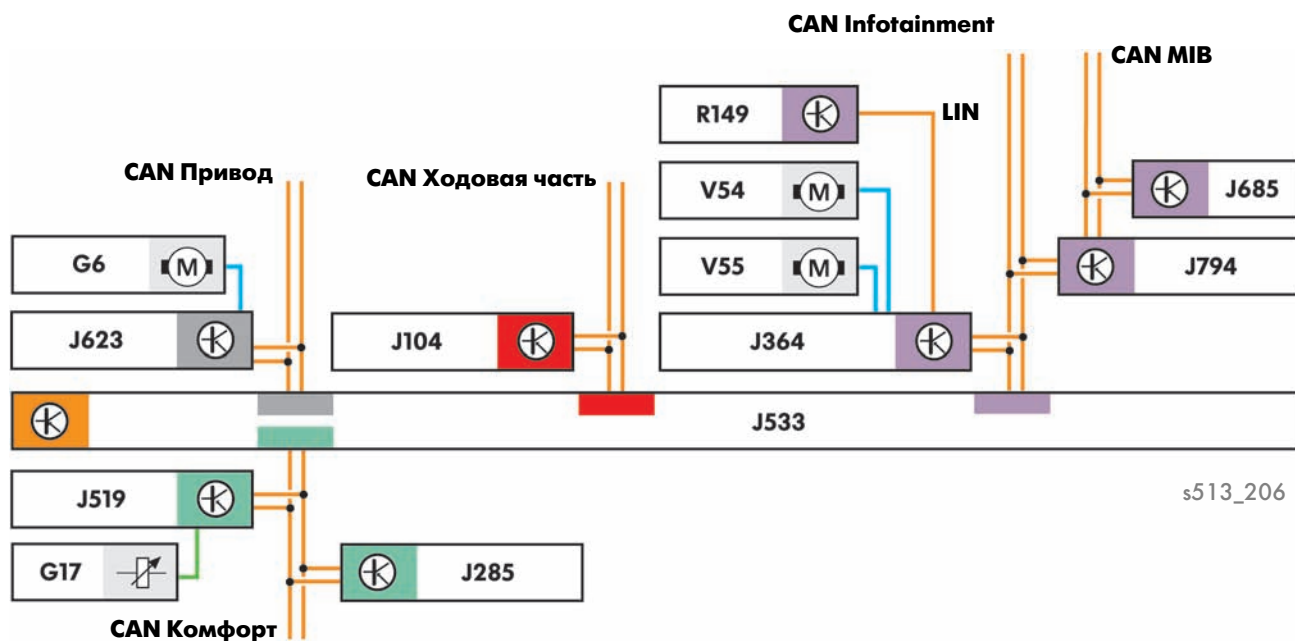 CAN Infotainment
CAN MIB
R149
LIN
CAN Привод
CAN Ходовая часть
V54
J685
G6
V55
J794
J623
J104
J364
J533
J519
s513_206
G17
J285
CAN Комфорт